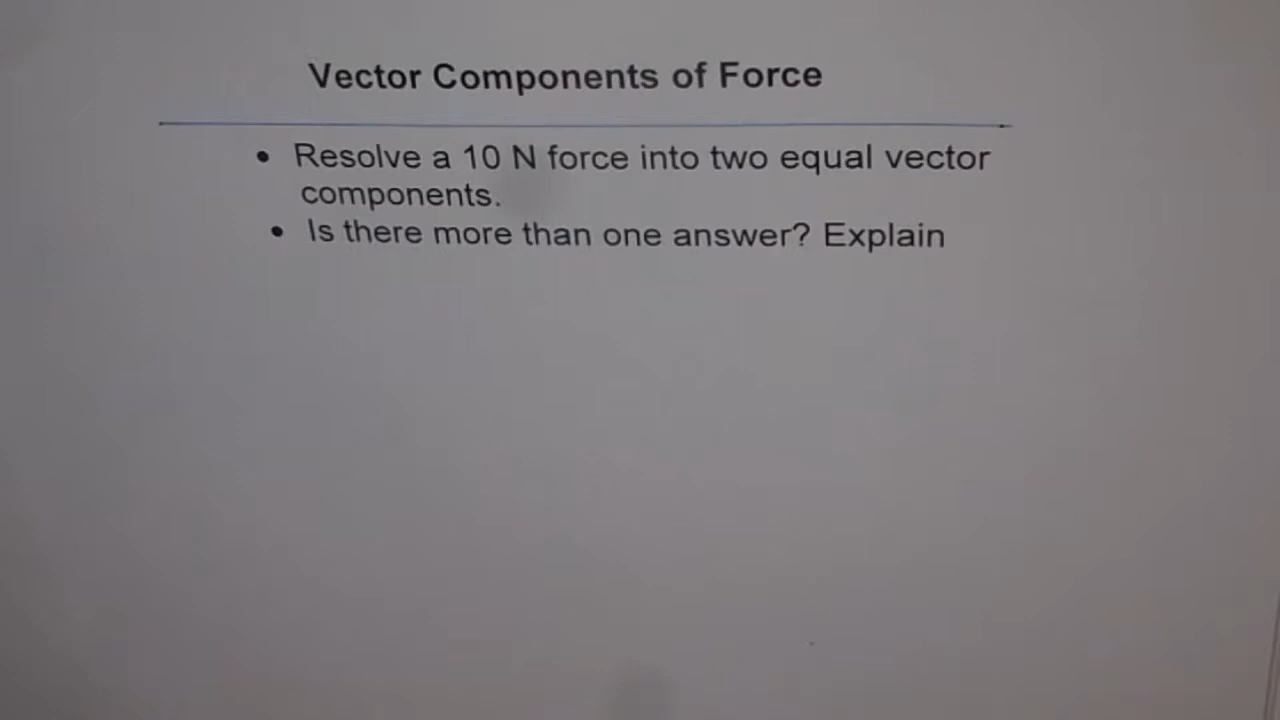 Vector Components of Force
• Resolve a 10 N force into two equal vector
components.
• Is there more than one answer? Explain